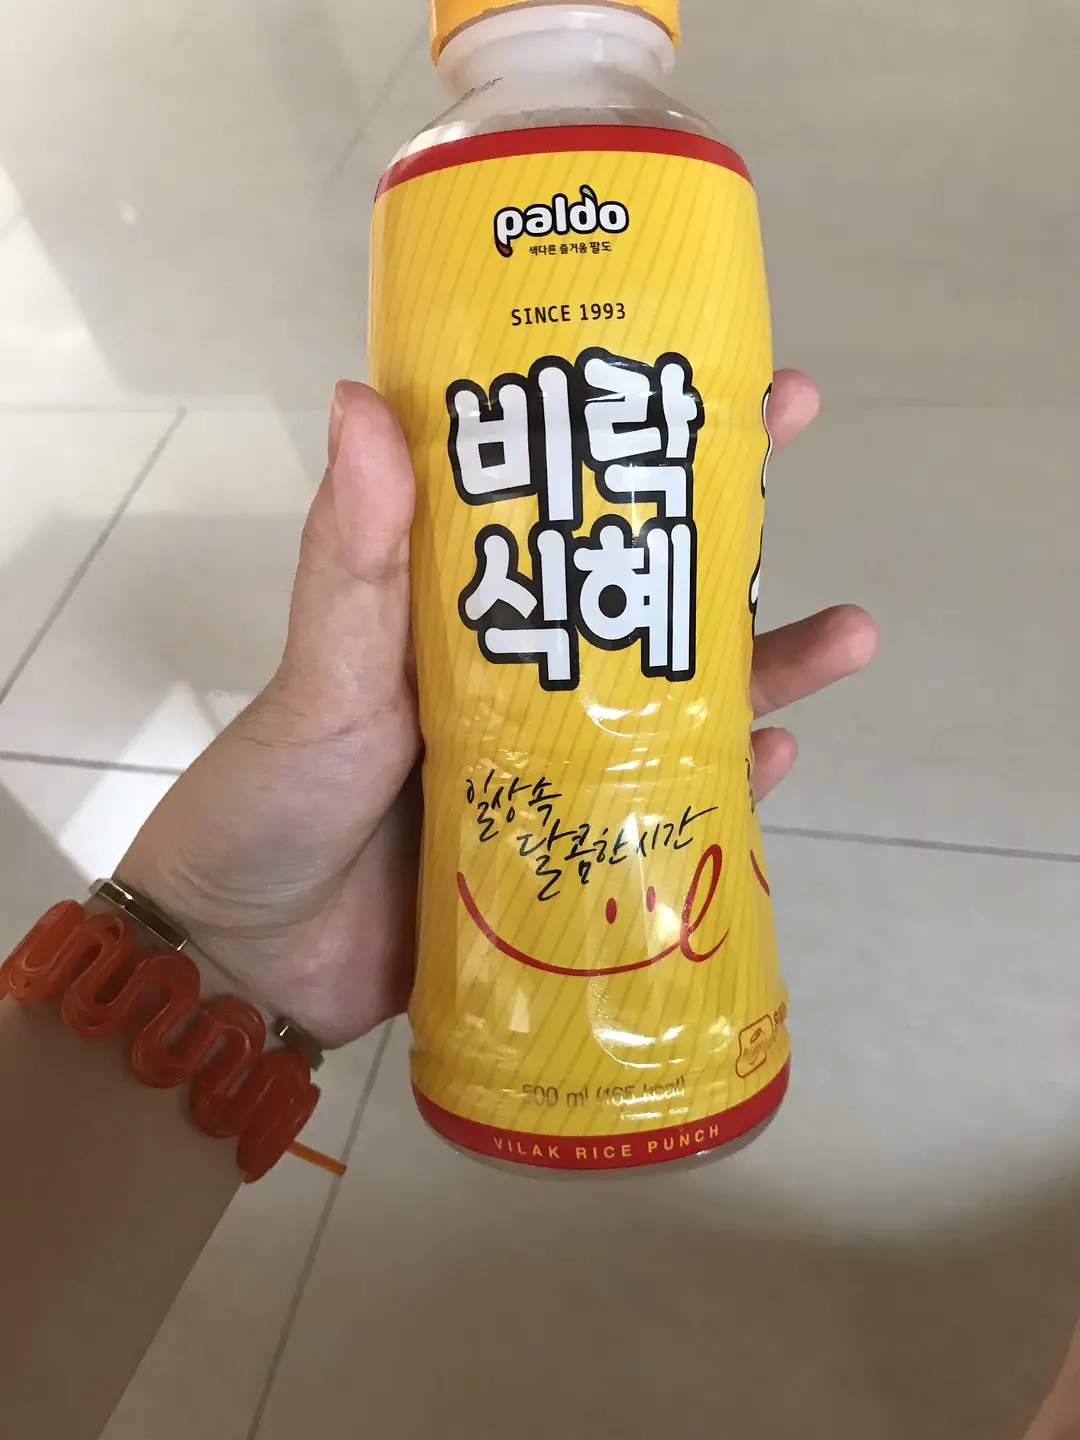 paldo
색다른 즐거움 팔도
SINCE 1993
비락
식혜
일상 속
달콤한 시간
500 ml (165 kcal)
VILAK RICE PUNCH